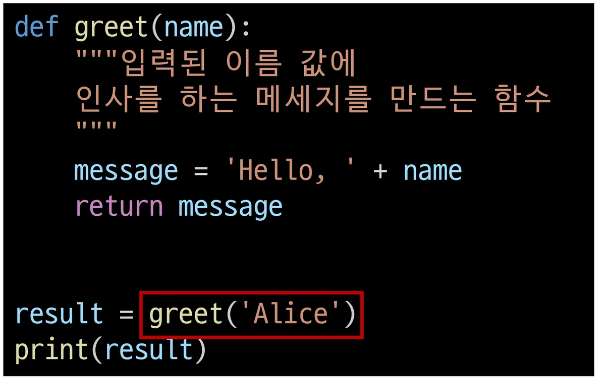 def greet(name):
    """입력된 이름 값에
    인사를 하는 메세지를 만드는 함수
    """
    message = 'Hello, ' + name
    return message
result = greet('Alice')
print(result)